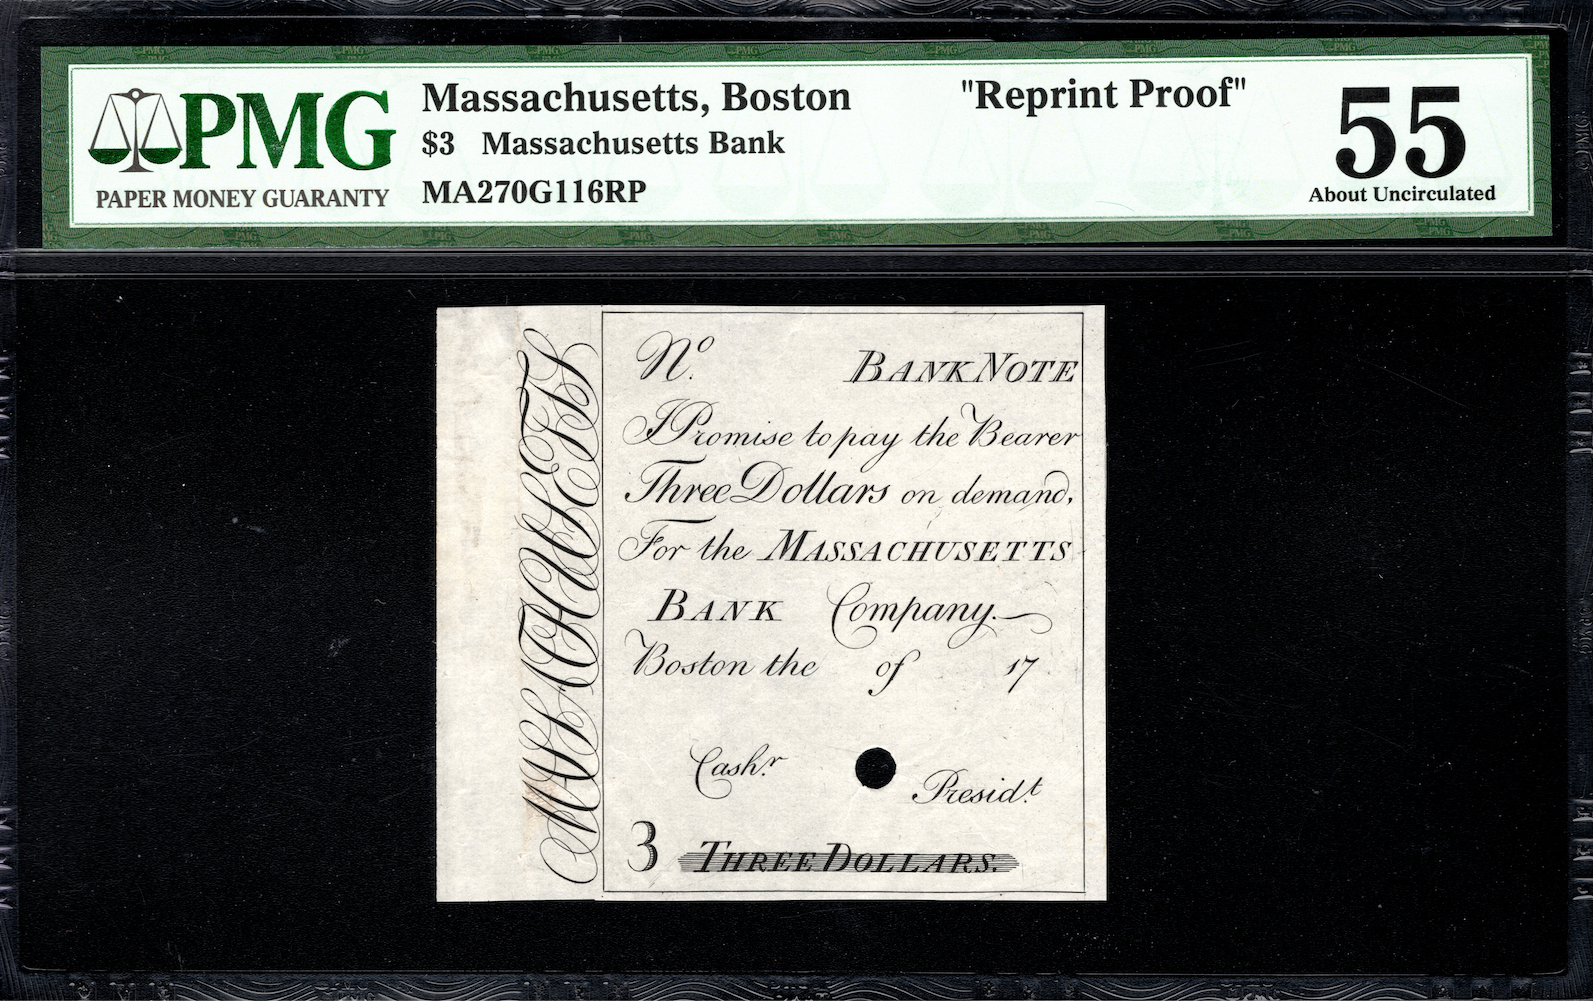 PMG
PAPER MONEY GUARANTY
Massachusetts, Boston
"Reprint Proof"
$3 Massachusetts Bank
MA270G116RP
55
About Uncirculated
MASSACHUSETTS
No. BANK NOTE
I Promise to pay the Bearer
Three Dollars on demand,
For the MASSACHUSETTS
BANK Company.
Boston the of 17
Cashr.
Presidt.
3 THREE DOLLARS.